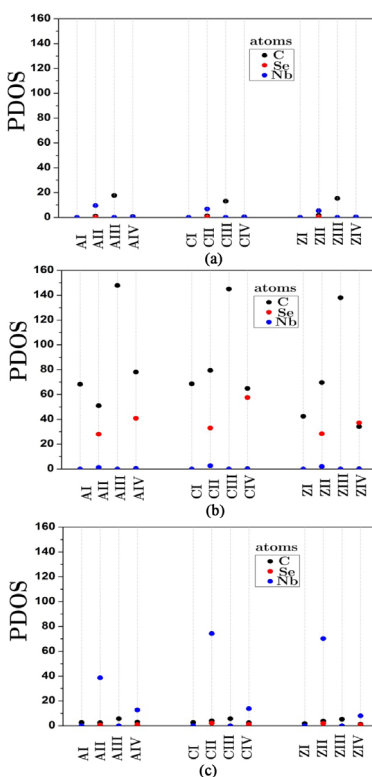 160
140
120
100
80
60
40
20
0
PDOS
atoms
C
Se
Nb
AI
AII
AIII
AIV
CI
CII
CIII
CIV
ZI
ZII
ZIII
ZIV
(a)
160
140
120
100
80
60
40
20
0
PDOS
atoms
C
Se
Nb
AI
AII
AIII
AIV
CI
CII
CIII
CIV
ZI
ZII
ZIII
ZIV
(b)
160
140
120
100
80
60
40
20
0
PDOS
atoms
C
Se
Nb
AI
AII
AIII
AIV
CI
CII
CIII
CIV
ZI
ZII
ZIII
ZIV
(c)